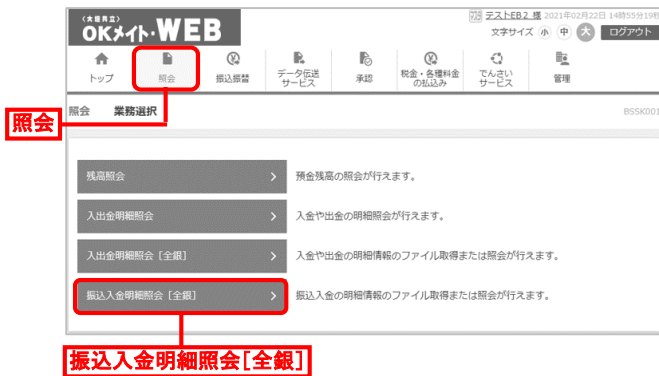 (大阪貝塚)
OKメイト・WEB
テストEB2 様 2021年02月22日 14時55分19秒
文字サイズ 小 中 大 ログアウト
トップ 照会 振込振替 データ伝送サービス 承認 税金・各種料金の払込み でんさいサービス 管理
照会 業務選択 BSSK001
照会
残高照会 預金残高の照会が行えます。
入出金明細照会 入金や出金の明細照会が行えます。
入出金明細照会［全銀］ 入金や出金の明細情報のファイル取得または照会が行えます。
振込入金明細照会［全銀］ 振込入金の明細情報のファイル取得または照会が行えます。
振込入金明細照会［全銀］